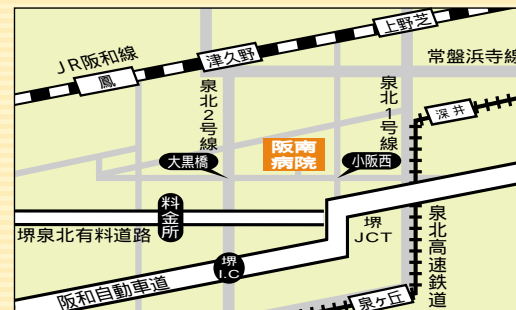 上野芝
JR阪和線
津久野
常盤浜寺線
鳳
泉北2号線
泉北1号線
深井
阪南
病院
大黒橋
小阪西
料金所
堺泉北有料道路
堺
JCT
泉北高速鉄道
堺
I.C
阪和自動車道
泉ヶ丘